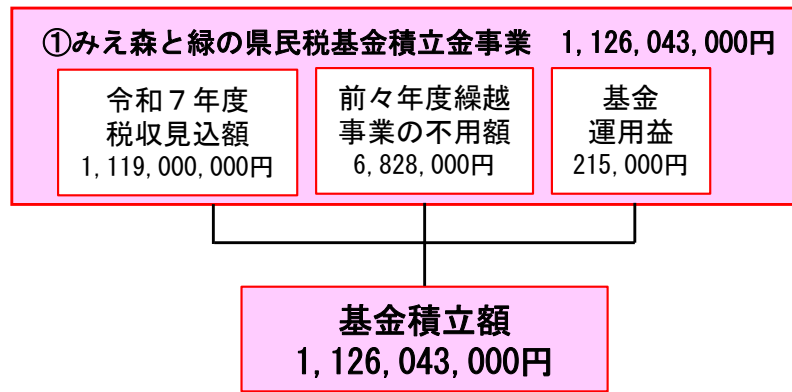 ①みえ森と緑の県民税基金積立金事業　1,126,043,000円
令和７年度
税収見込額
1,119,000,000円
前々年度繰越
事業の不用額
6,828,000円
基金
運用益
215,000円
基金積立額
1,126,043,000円